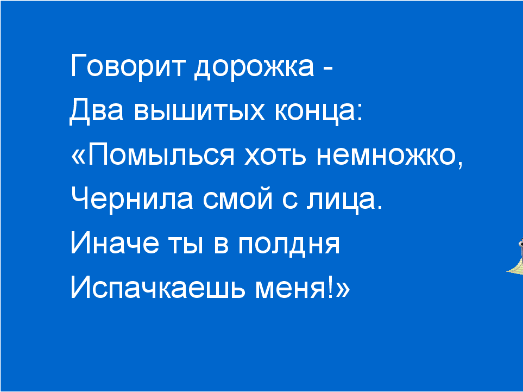 Говорит дорожка -
Два вышитых конца:
«Помылься хоть немножко,
Чернила смой с лица.
Иначе ты в полдня
Испачкаешь меня!»